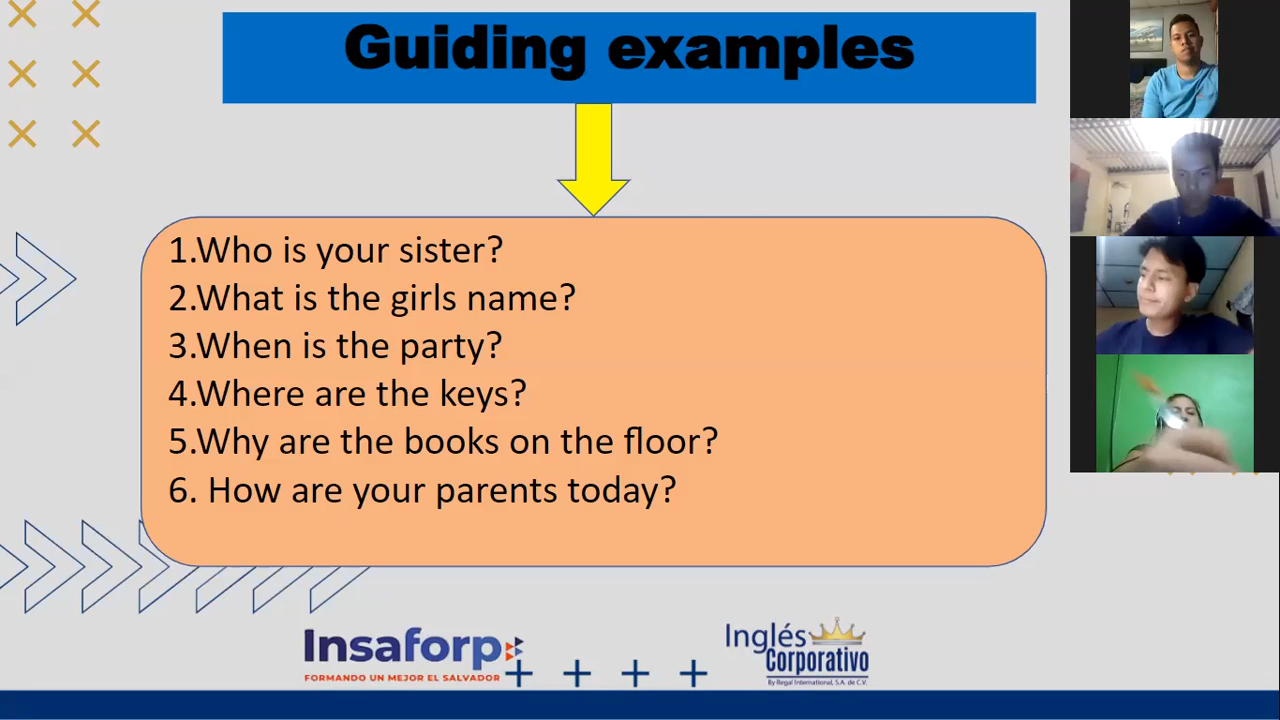 Guiding examples
1.Who is your sister?
2.What is the girls name?
3.When is the party?
4.Where are the keys?
5.Why are the books on the floor?
6. How are your parents today?
Insaforp
FORMANDO UN MEJOR EL SALVADOR
Inglés
Corporativo
By Regal International, S.A. de C.V.